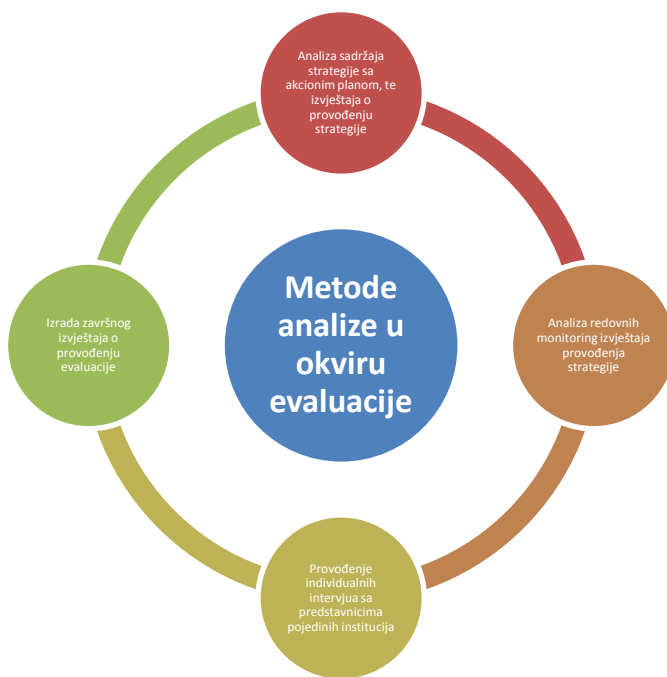 Analiza sadržaja
strategije sa
akcionim planom, te
izvještaja o
provođenju
strategije
Metode
analize u
okviru
evaluacije
Analiza redovnih
monitoring izvještaja
provođenja
strategije
Provođenje
individualnih
intervjua sa
predstavnicima
pojedinih institucija
Izrada završnog
izvještaja o
provođenju
evaluacije